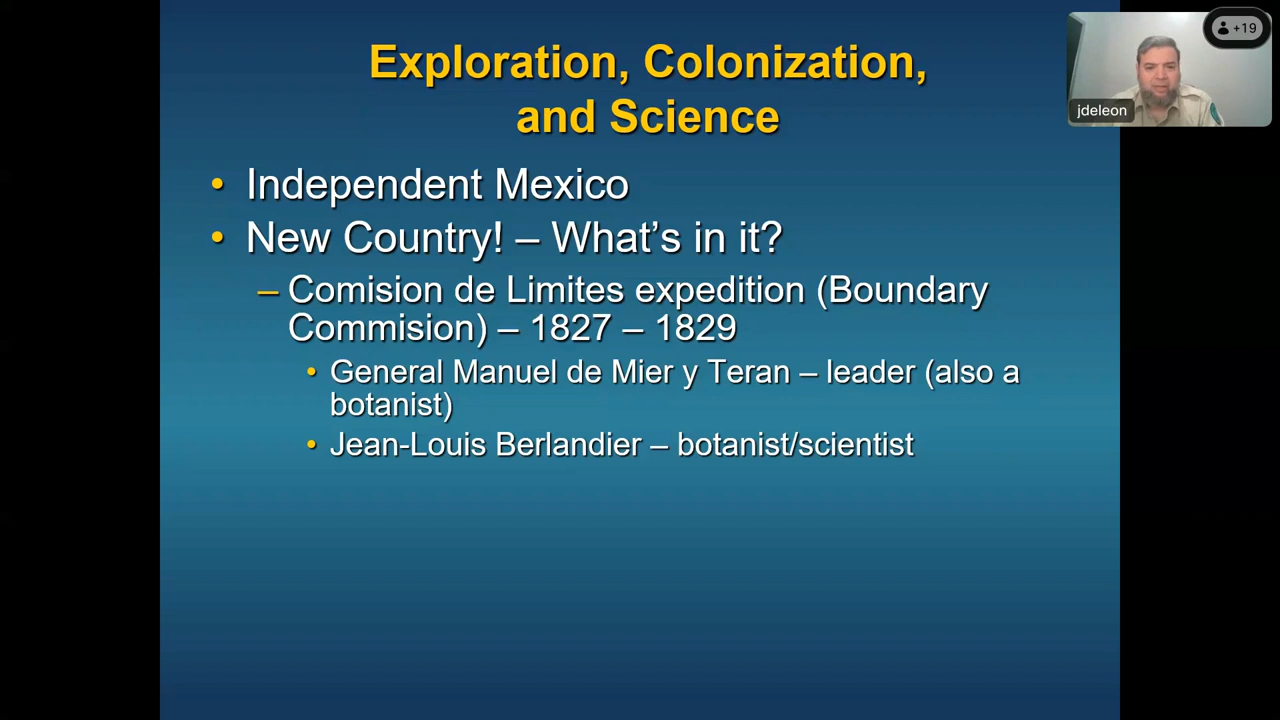 Exploration, Colonization,
and Science
+19
jdeleon
• Independent Mexico
• New Country! – What’s in it?
– Comision de Limites expedition (Boundary
Commision) – 1827 – 1829
• General Manuel de Mier y Teran – leader (also a
botanist)
• Jean-Louis Berlandier – botanist/scientist